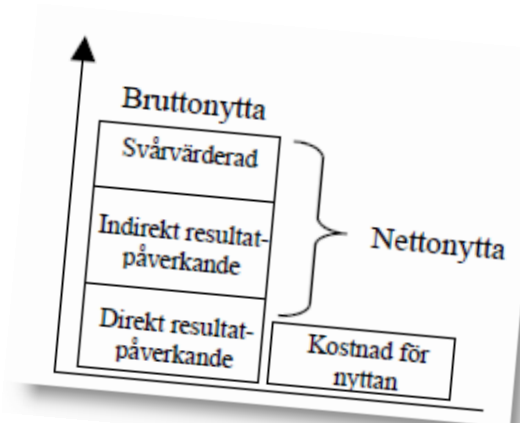 Bruttonytta
Svårvärderad
Indirekt resultat-
påverkande
Direkt resultat-
påverkande
Nettonytta
Kostnad för
nyttan